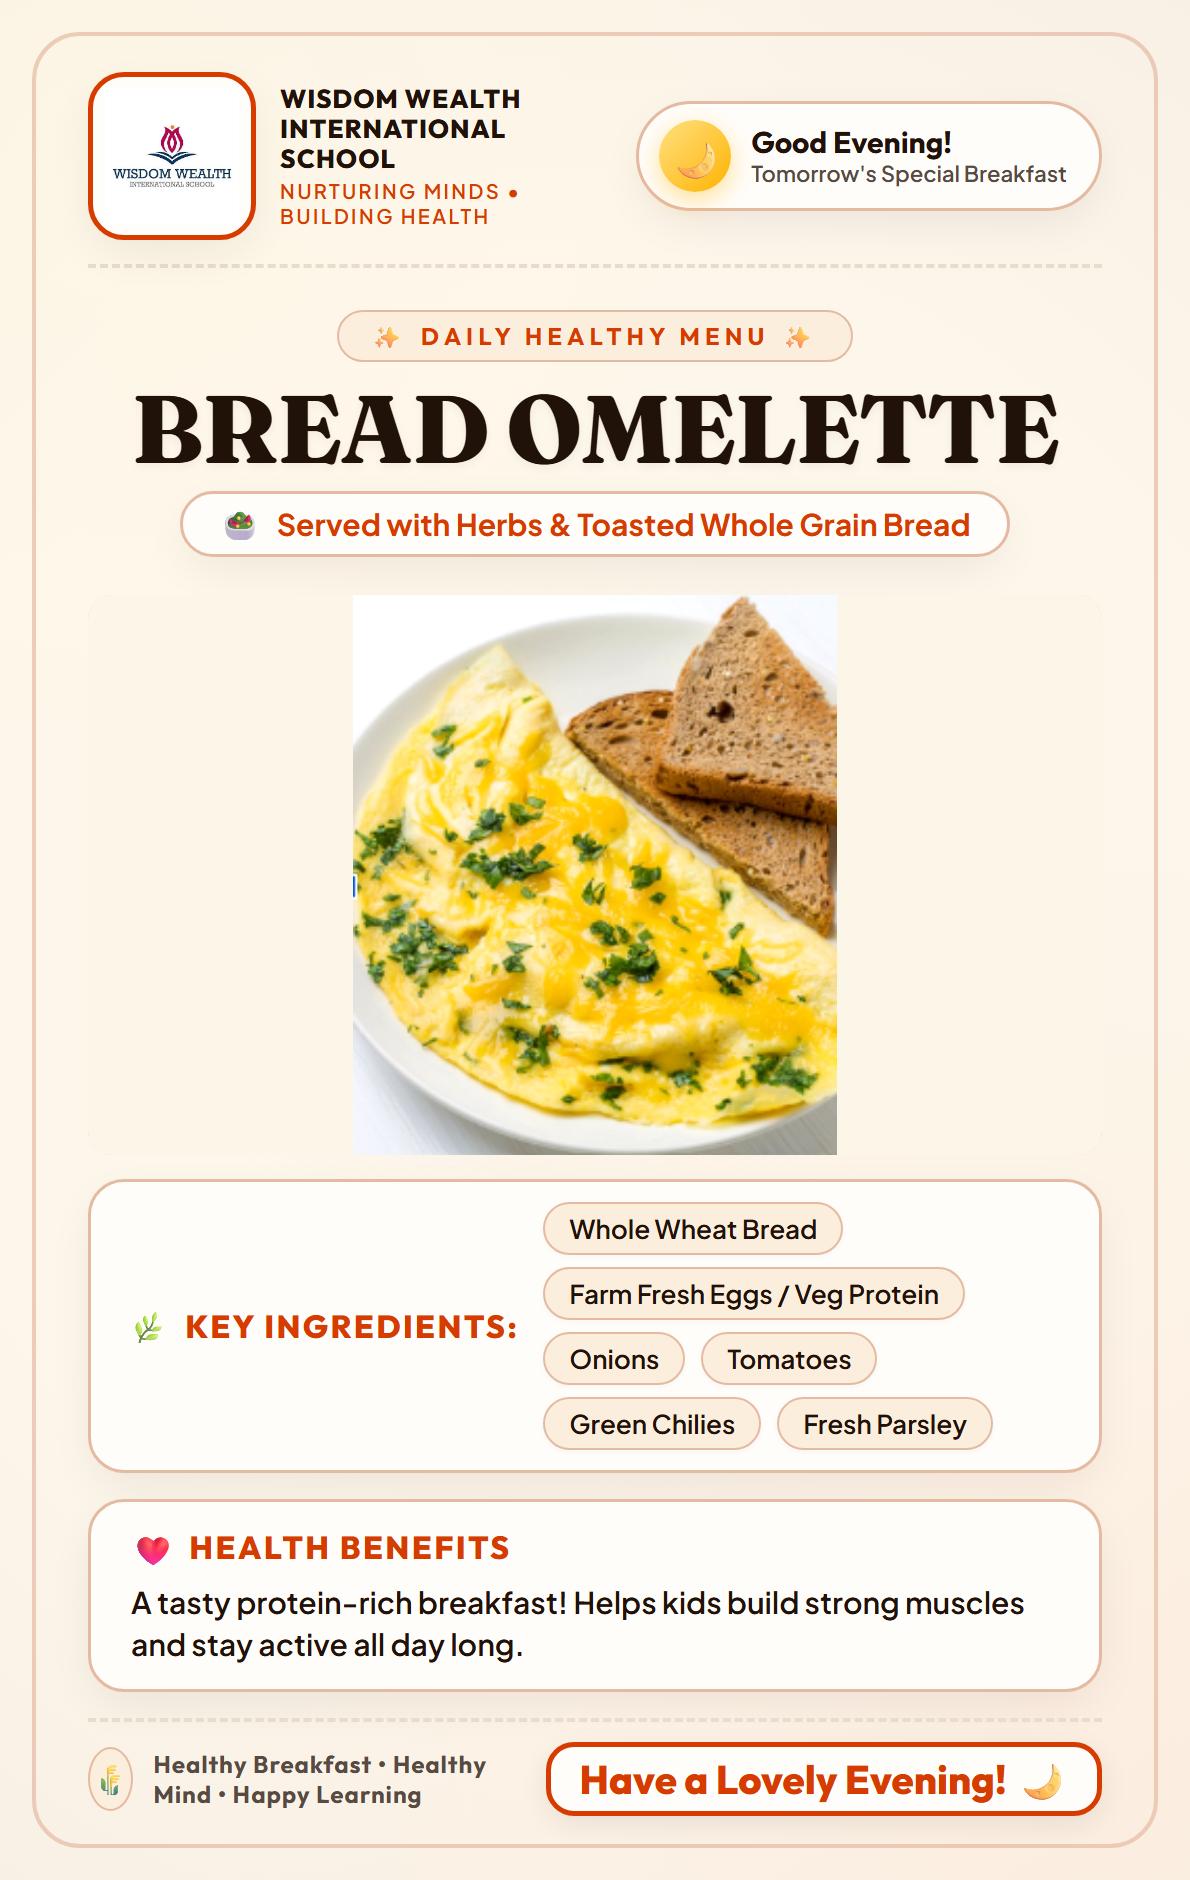 WISDOM WEALTH
INTERNATIONAL SCHOOL
WISDOM WEALTH
INTERNATIONAL
SCHOOL
NURTURING MINDS •
BUILDING HEALTH
Good Evening!
Tomorrow's Special Breakfast
DAILY HEALTHY MENU
BREAD OMELETTE
Served with Herbs & Toasted Whole Grain Bread
KEY INGREDIENTS:
Whole Wheat Bread
Farm Fresh Eggs / Veg Protein
Onions Tomatoes
Green Chilies Fresh Parsley
HEALTH BENEFITS
A tasty protein-rich breakfast! Helps kids build strong muscles
and stay active all day long.
Healthy Breakfast • Healthy
Mind • Happy Learning
Have a Lovely Evening!